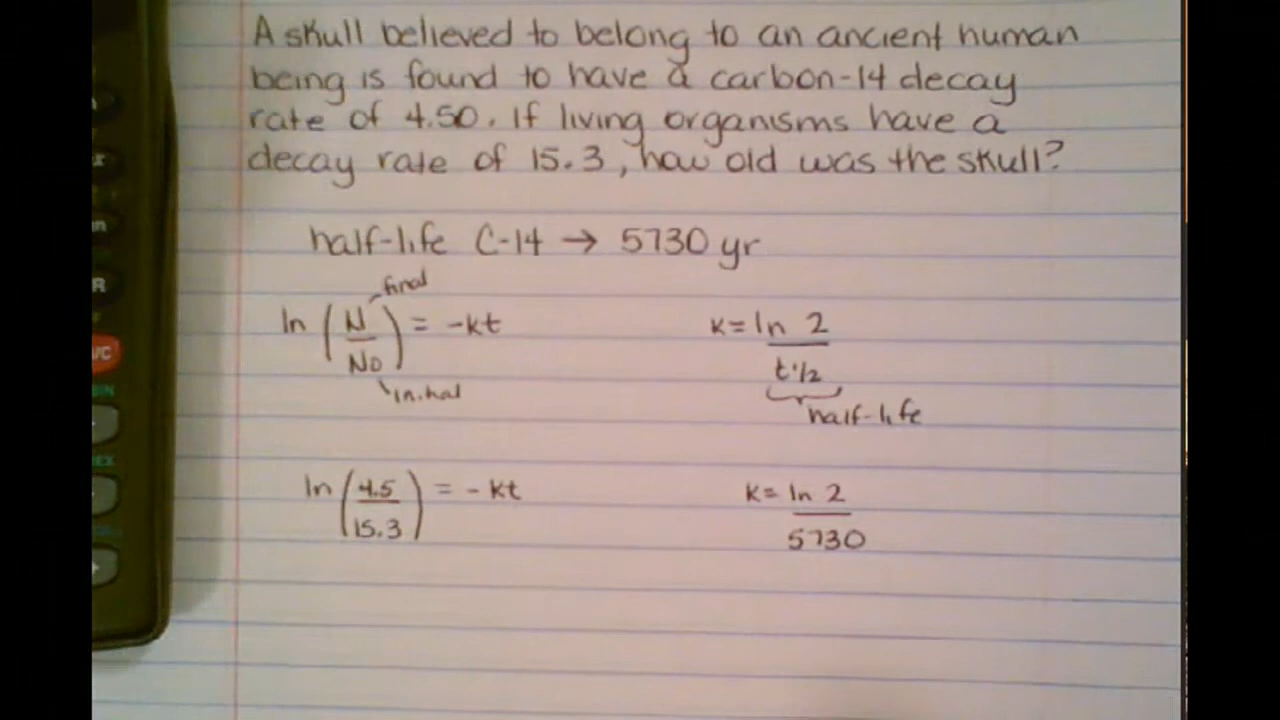 A skull believed to belong to an ancient human
being is found to have a carbon-14 decay
rate of 4.50. If living organisms have a
decay rate of 15.3, how old was the skull?
half-life C-14 → 5730 yr
final
ln (N/No) = -kt
initial
k = ln 2 / t 1/2
half-life
ln (4.5/15.3) = -kt
k = ln 2 / 5730
R